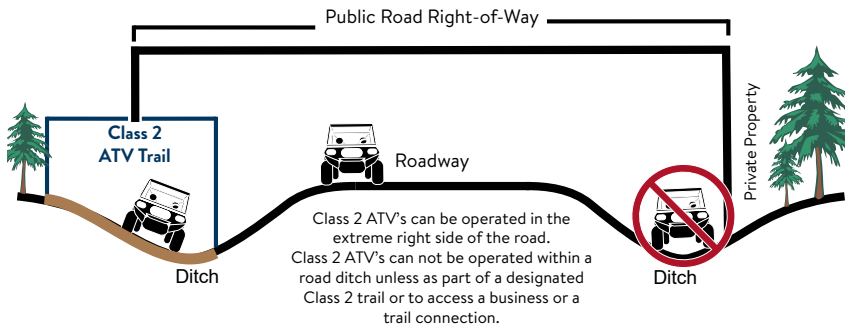 Public Road Right-of-Way
Class 2
ATV Trail
Roadway
Private Property
Class 2 ATV's can be operated in the
extreme right side of the road.
Class 2 ATV's can not be operated within a
road ditch unless as part of a designated
Class 2 trail or to access a business or a
trail connection.
Ditch
Ditch